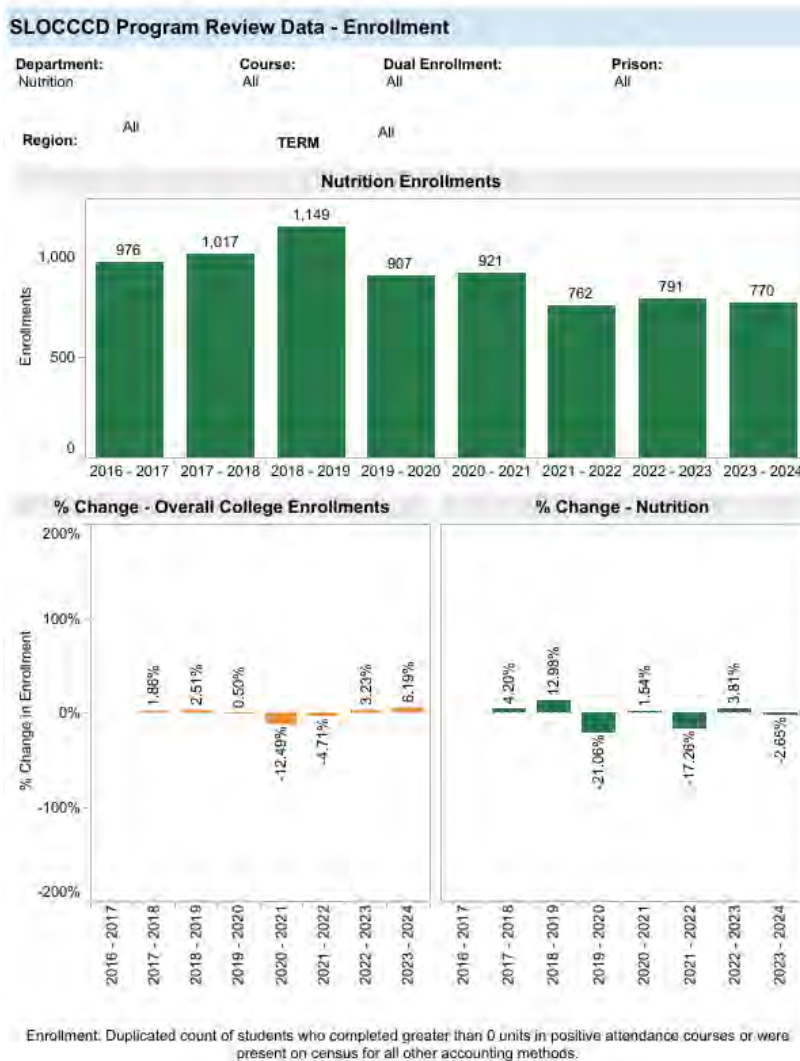 SLOCCCD Program Review Data - Enrollment
Department: Course: Dual Enrollment: Prison:
Nutrition All All All
Region: All TERM All
Nutrition Enrollments
Enrollments
1,000
500
0
976
1,017
1,149
907
921
762
791
770
2016 - 2017 2017 - 2018 2018 - 2019 2019 - 2020 2020 - 2021 2021 - 2022 2022 - 2023 2023 - 2024
% Change - Overall College Enrollments
% Change in Enrollment
200%
100%
0%
-100%
-200%
1.86%
2.51%
0.50%
-12.49%
-4.71%
3.23%
6.19%
2016 - 2017
2017 - 2018
2018 - 2019
2019 - 2020
2020 - 2021
2021 - 2022
2022 - 2023
2023 - 2024
% Change - Nutrition
4.20%
12.98%
-21.06%
1.54%
-17.26%
3.81%
-2.65%
2016 - 2017
2017 - 2018
2018 - 2019
2019 - 2020
2020 - 2021
2021 - 2022
2022 - 2023
2023 - 2024
Enrollment: Duplicated count of students who completed greater than 0 units in positive attendance courses or were
present on census for all other accounting methods.